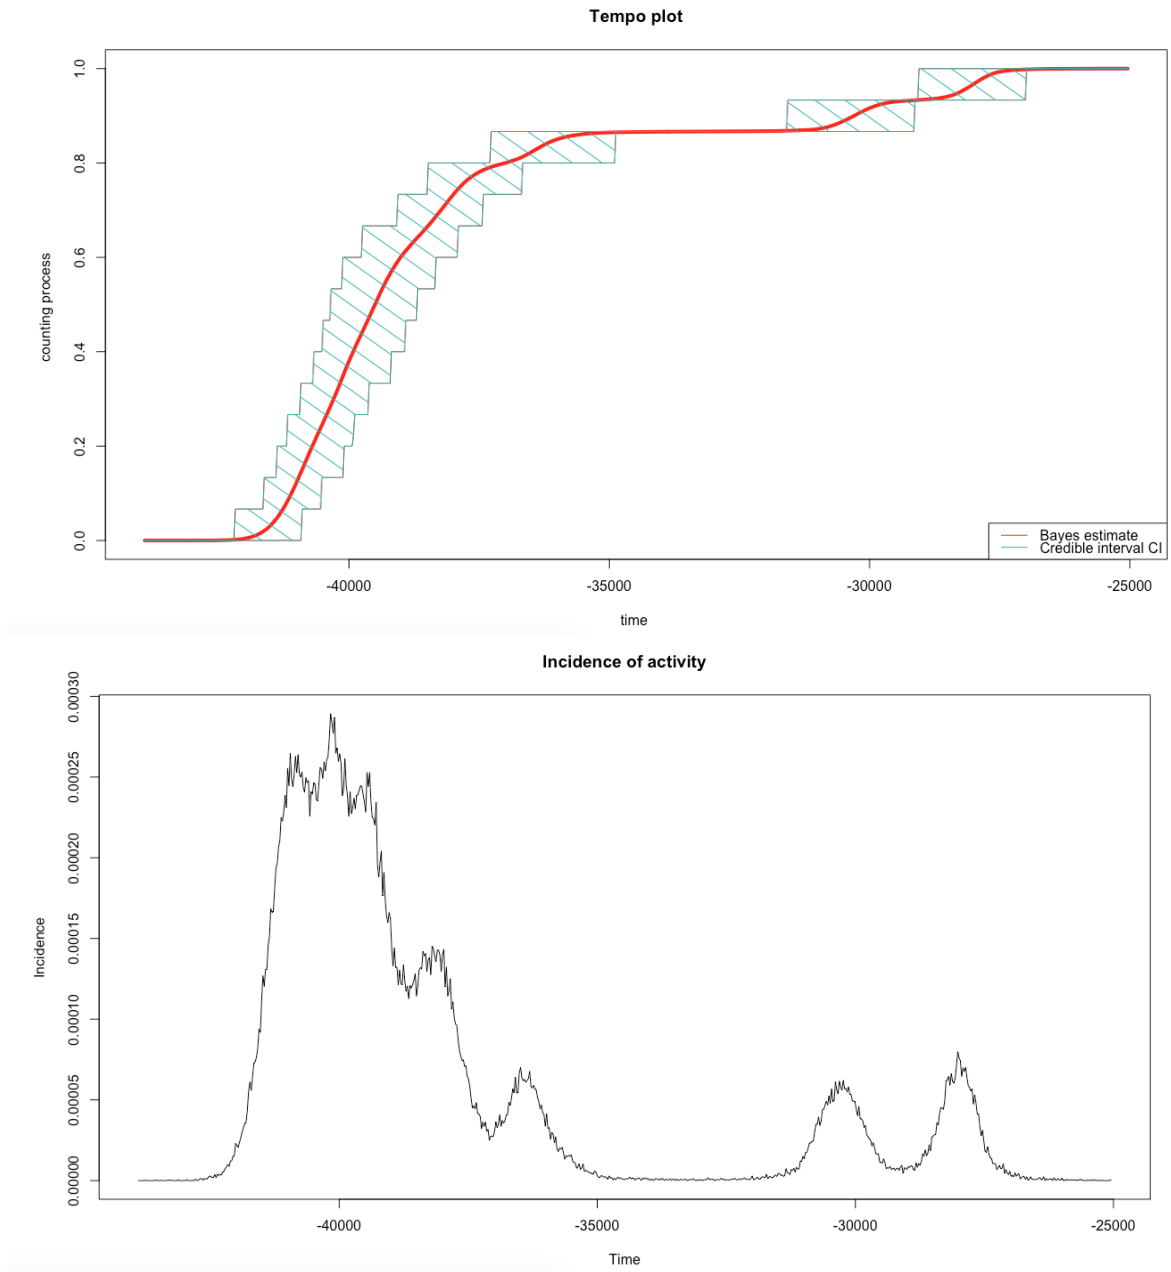 Tempo plot
1.0
0.8
0.6
0.4
0.2
0.0
counting process
Bayes estimate
Credible interval CI
-40000
-35000
-30000
-25000
time
Incidence of activity
0.00030
0.00025
0.00020
0.00015
0.00010
0.00005
0.00000
Incidence
-40000
-35000
-30000
-25000
Time